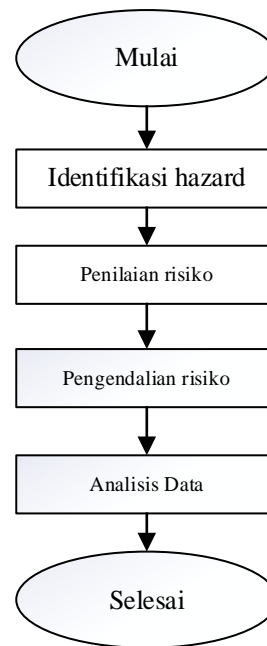 Mulai
Identifikasi hazard
Penilaian risiko
Pengendalian risiko
Analisis Data
Selesai